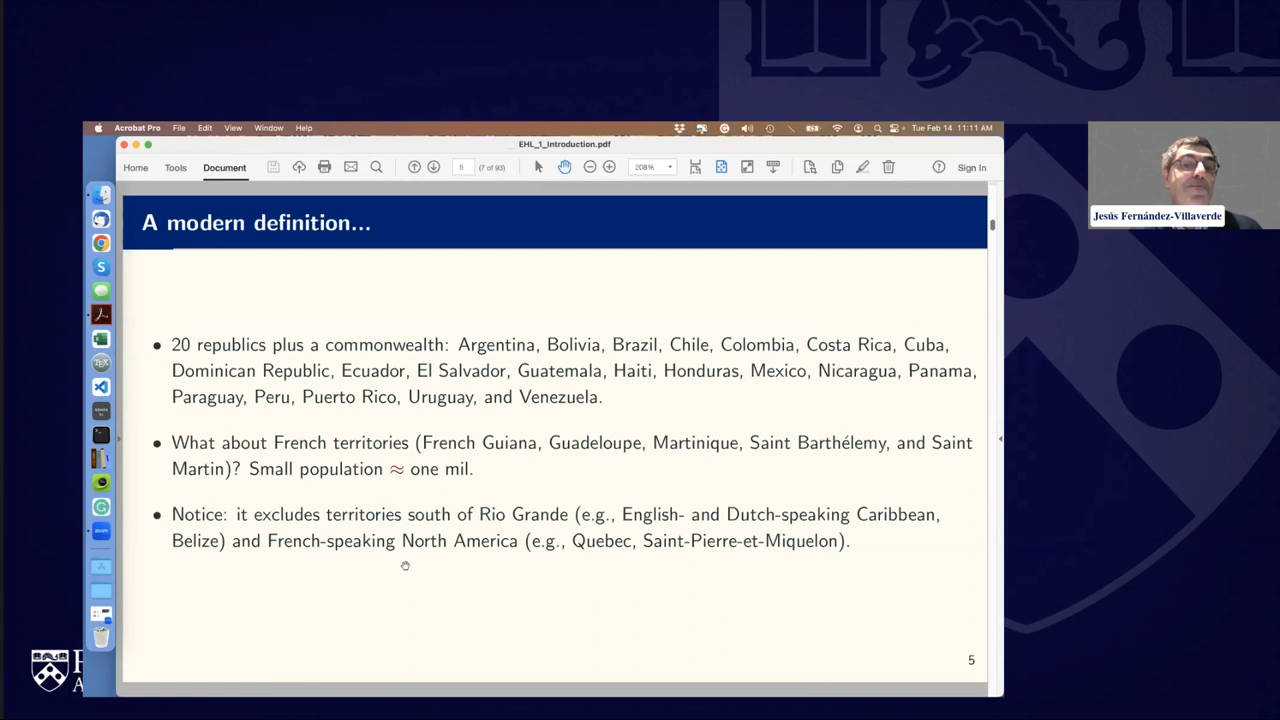 Acrobat Pro File Edit View Window Help Tue Feb 14 11:11 AM
EHL_1_Introduction.pdf
Home Tools Document 5 (7 of 93) 208% Sign In
A modern definition...
• 20 republics plus a commonwealth: Argentina, Bolivia, Brazil, Chile, Colombia, Costa Rica, Cuba,
Dominican Republic, Ecuador, El Salvador, Guatemala, Haiti, Honduras, Mexico, Nicaragua, Panama,
Paraguay, Peru, Puerto Rico, Uruguay, and Venezuela.
• What about French territories (French Guiana, Guadeloupe, Martinique, Saint Barthélemy, and Saint
Martin)? Small population ≈ one mil.
• Notice: it excludes territories south of Rio Grande (e.g., English- and Dutch-speaking Caribbean,
Belize) and French-speaking North America (e.g., Quebec, Saint-Pierre-et-Miquelon).
5
Jesús Fernández-Villaverde